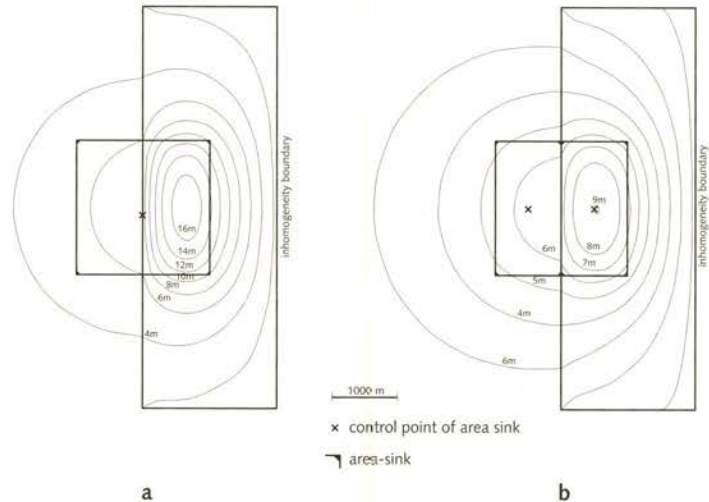 16m
14m
12m
10m
8m
6m
4m
inhomogeneity boundary
a
9m
8m
7m
6m
5m
4m
6m
inhomogeneity boundary
b
1000 m
× control point of area sink
area-sink